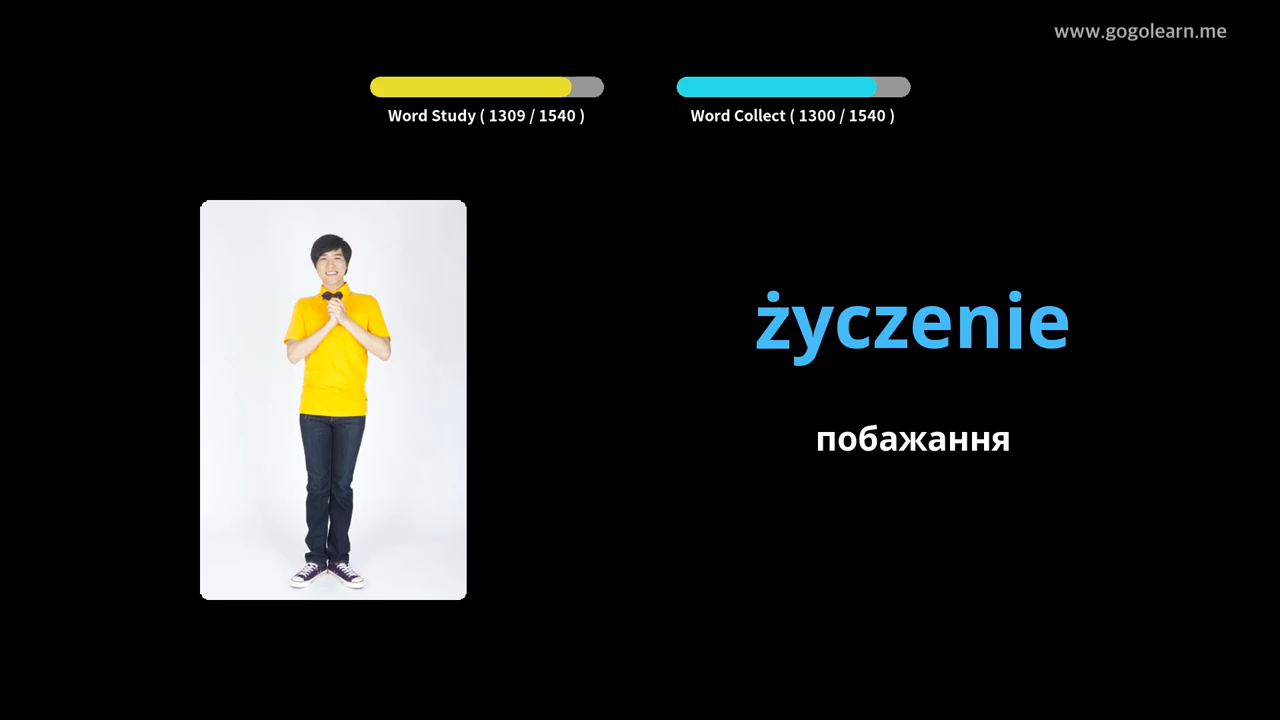 www.gogolearn.me
Word Study ( 1309 / 1540 )
Word Collect ( 1300 / 1540 )
życzenie
побажання